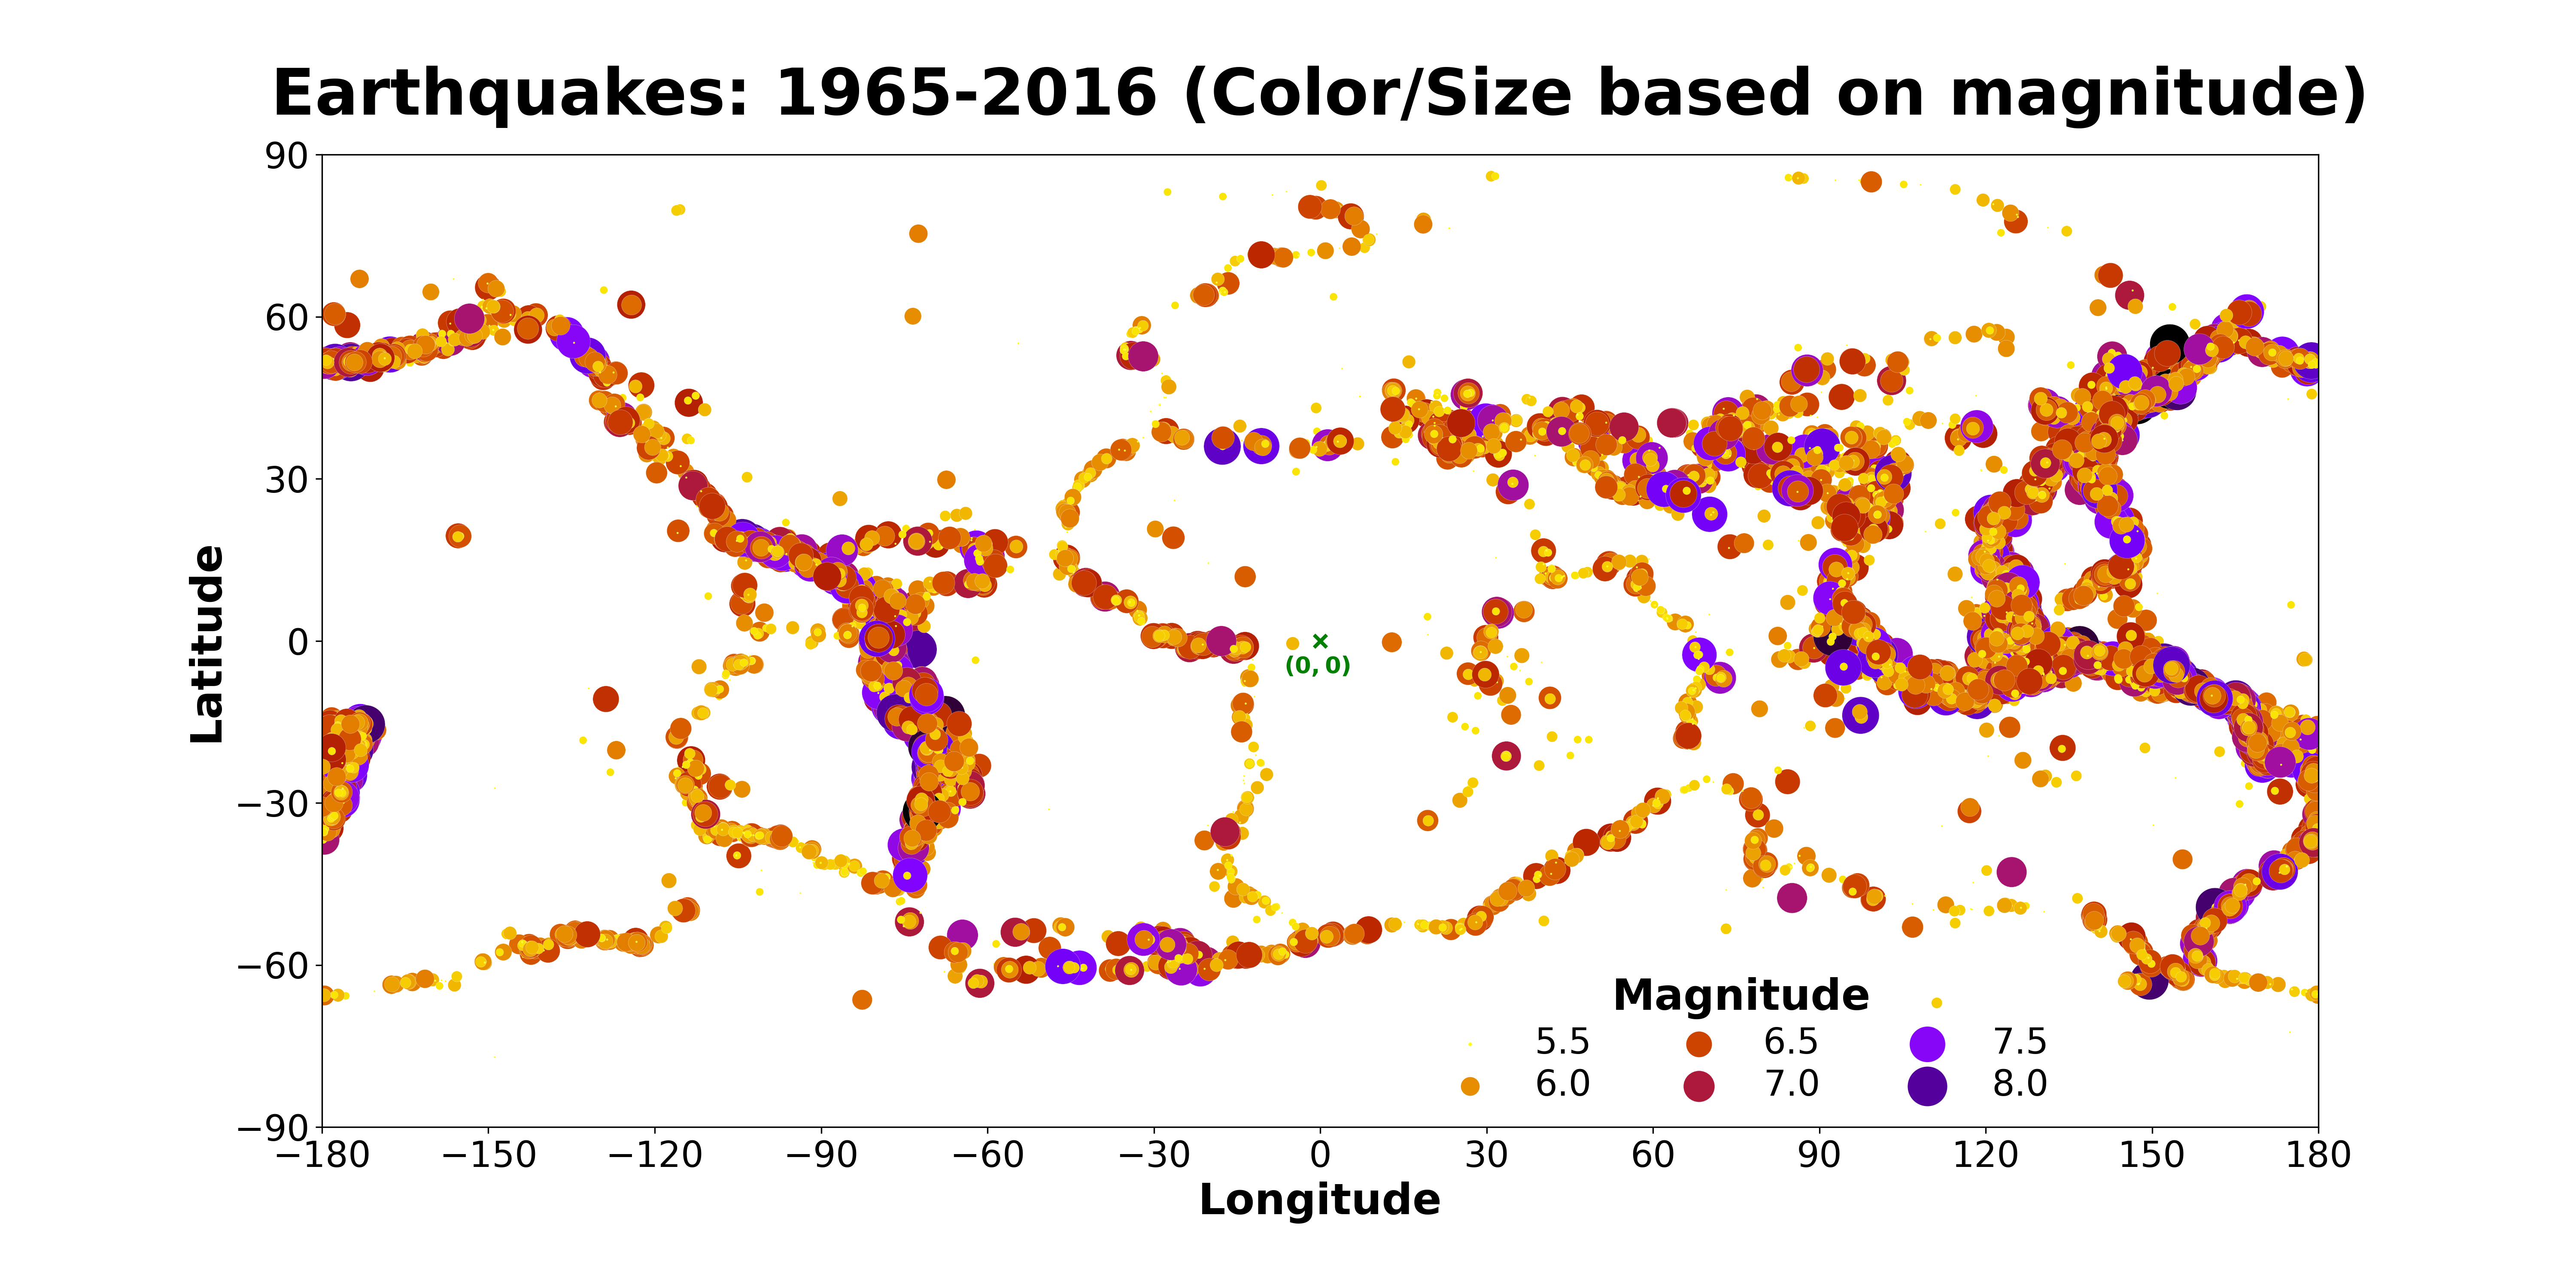 Earthquakes: 1965-2016 (Color/Size based on magnitude)
90
60
30
0
−30
−60
−90
Latitude
(0, 0)
Magnitude
5.5 6.5 7.5
6.0 7.0 8.0
−180 −150 −120 −90 −60 −30 0 30 60 90 120 150 180
Longitude